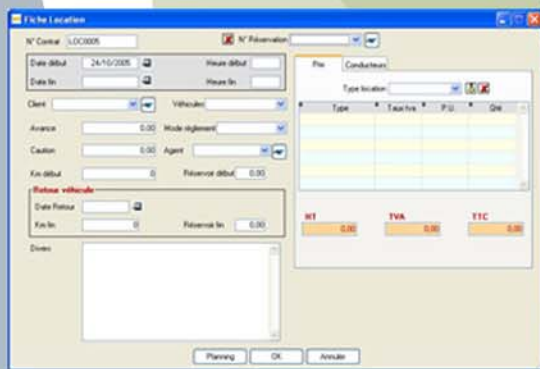 Fiche Location
N° Contrat LOC0005 N° Réservation
Date début 24/10/2005 Heure début
Date fin Heure fin
Client Véhicules
Avance 0,00 Mode règlement
Caution 0,00 Agent
Km début 0 Réservoir début 0,00
Retour véhicule
Date Retour
Km fin 0 Réservoir fin 0,00
Divers
Prix Conducteurs
Type location
Type Taux tva P.U. Qté
HT TVA TTC
0,00 0,00 0,00
Planning OK Annuler